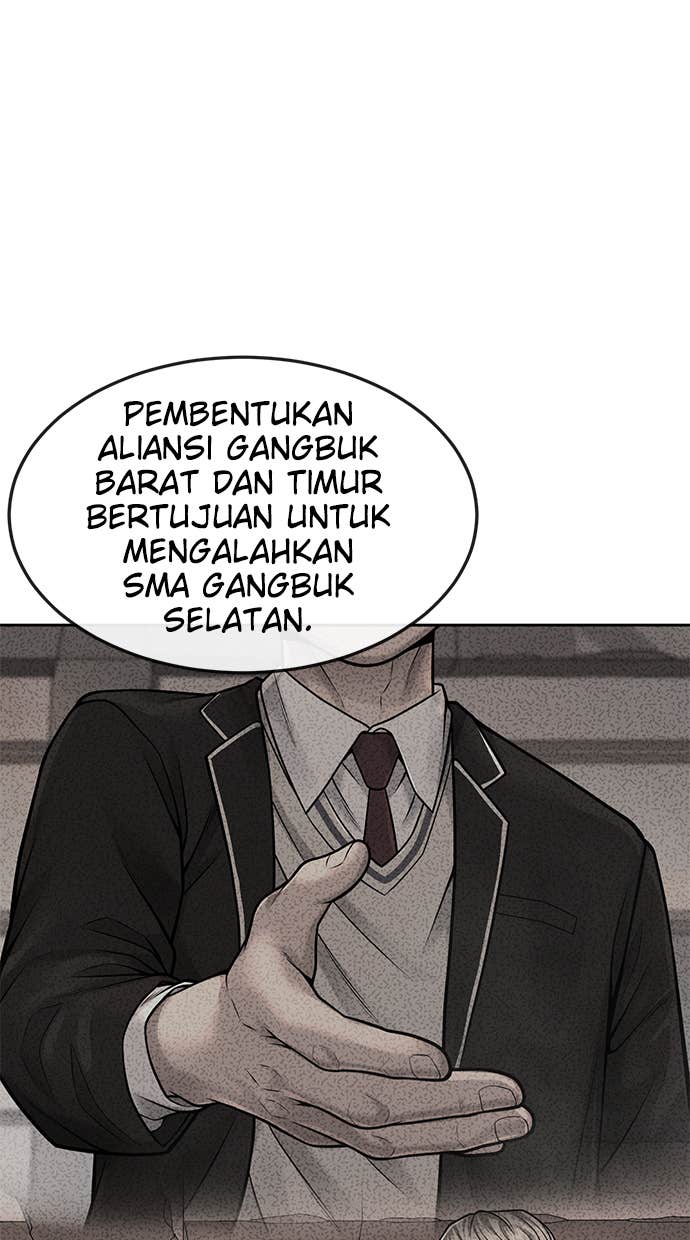 PEMBENTUKAN
ALIANSI GANGBUK
BARAT DAN TIMUR
BERTUJUAN UNTUK
MENGALAHKAN
SMA GANGBUK
SELATAN.